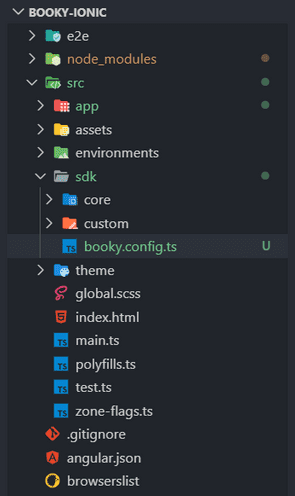 BOOKY-IONIC
e2e
node_modules
src
app
assets
environments
sdk
core
custom
TS booky.config.ts U
theme
global.scss
index.html
TS main.ts
TS polyfills.ts
TS test.ts
TS zone-flags.ts
.gitignore
angular.json
browserslist